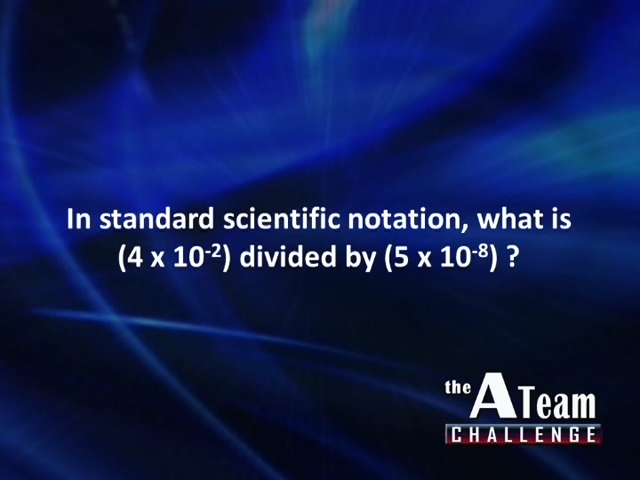 In standard scientific notation, what is
(4 x 10⁻²) divided by (5 x 10⁻⁸) ?
the A Team
CHALLENGE